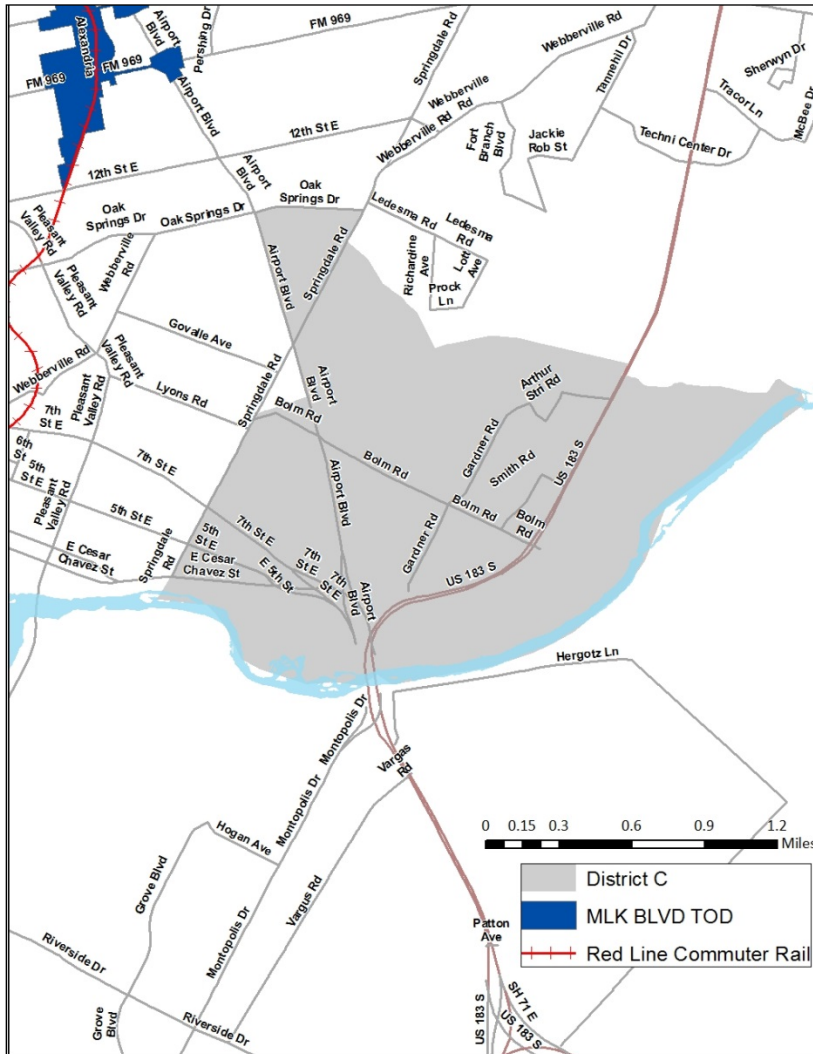 Airport
Blvd
Pershing Dr
FM 969
Alexandria
FM 969
FM 969
Airport Blvd
Springdale Rd
Webberville Rd
Tannehil Dr
Sherwyn Dr
Tracor Ln
McBee Dr
Webberville
Rd
Webberville Rd
12th St E
Fort
Branch
Blvd
Jackie
Rob St
Techni Center Dr
12th St E
Airport
Blvd
Oak
Springs Dr
Oak
Springs Dr
Oak Springs Dr
Pleasant
Valley Rd
Springdale Rd
Ledesma Rd
Ledesma
Rd
Richardine
Ave
Lott
Ave
Prock
Ln
Pleasant
Valley Rd
Webberville
Rd
Airport Blvd
Govalle Ave
Webberville Rd
Pleasant
Valley Rd
Lyons Rd
Springdale Rd
Airport
Blvd
Arthur
Stri Rd
Pleasant
Valley Rd
7th
St E
Bolm Rd
Bolm Rd
Gardner Rd
Smith Rd
US 183 S
6th
St
5th
St E
7th St E
Airport Blvd
Bolm Rd
Bolm
Rd
Pleasant
Valley Rd
5th St E
5th
St E
7th St E
Gardner Rd
E Cesar
Chavez St
Springdale
Rd
E Cesar
Chavez St
E 5th St
7th
St E
7th
St E
Airport
Blvd
US 183 S
Hergotz Ln
Montopolis Dr
Vargas
Rd
Montopolis Dr
Hogan Ave
Grove Blvd
Vargus Rd
Montopolis Dr
Riverside Dr
Grove
Blvd
Riverside Dr
Patton
Ave
US 183 S
SH 71 E
US 183 S
0 0.15 0.3 0.6 0.9 1.2
Miles
District C
MLK BLVD TOD
Red Line Commuter Rail